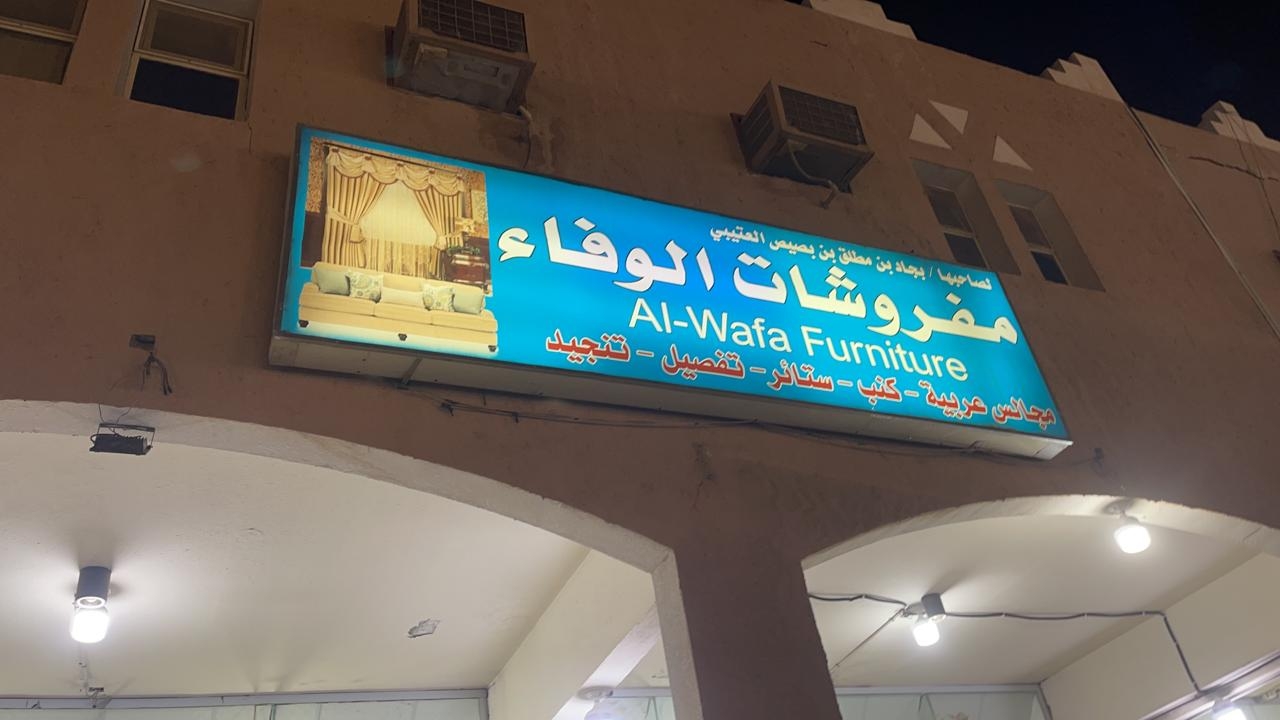 لصاحبها / بجاد بن مطلق بن بصيص العتيبي
مفروشات الوفاء
Al-Wafa Furniture
مجالس عربية - كنب - ستائر - تفصيل - تنجيد